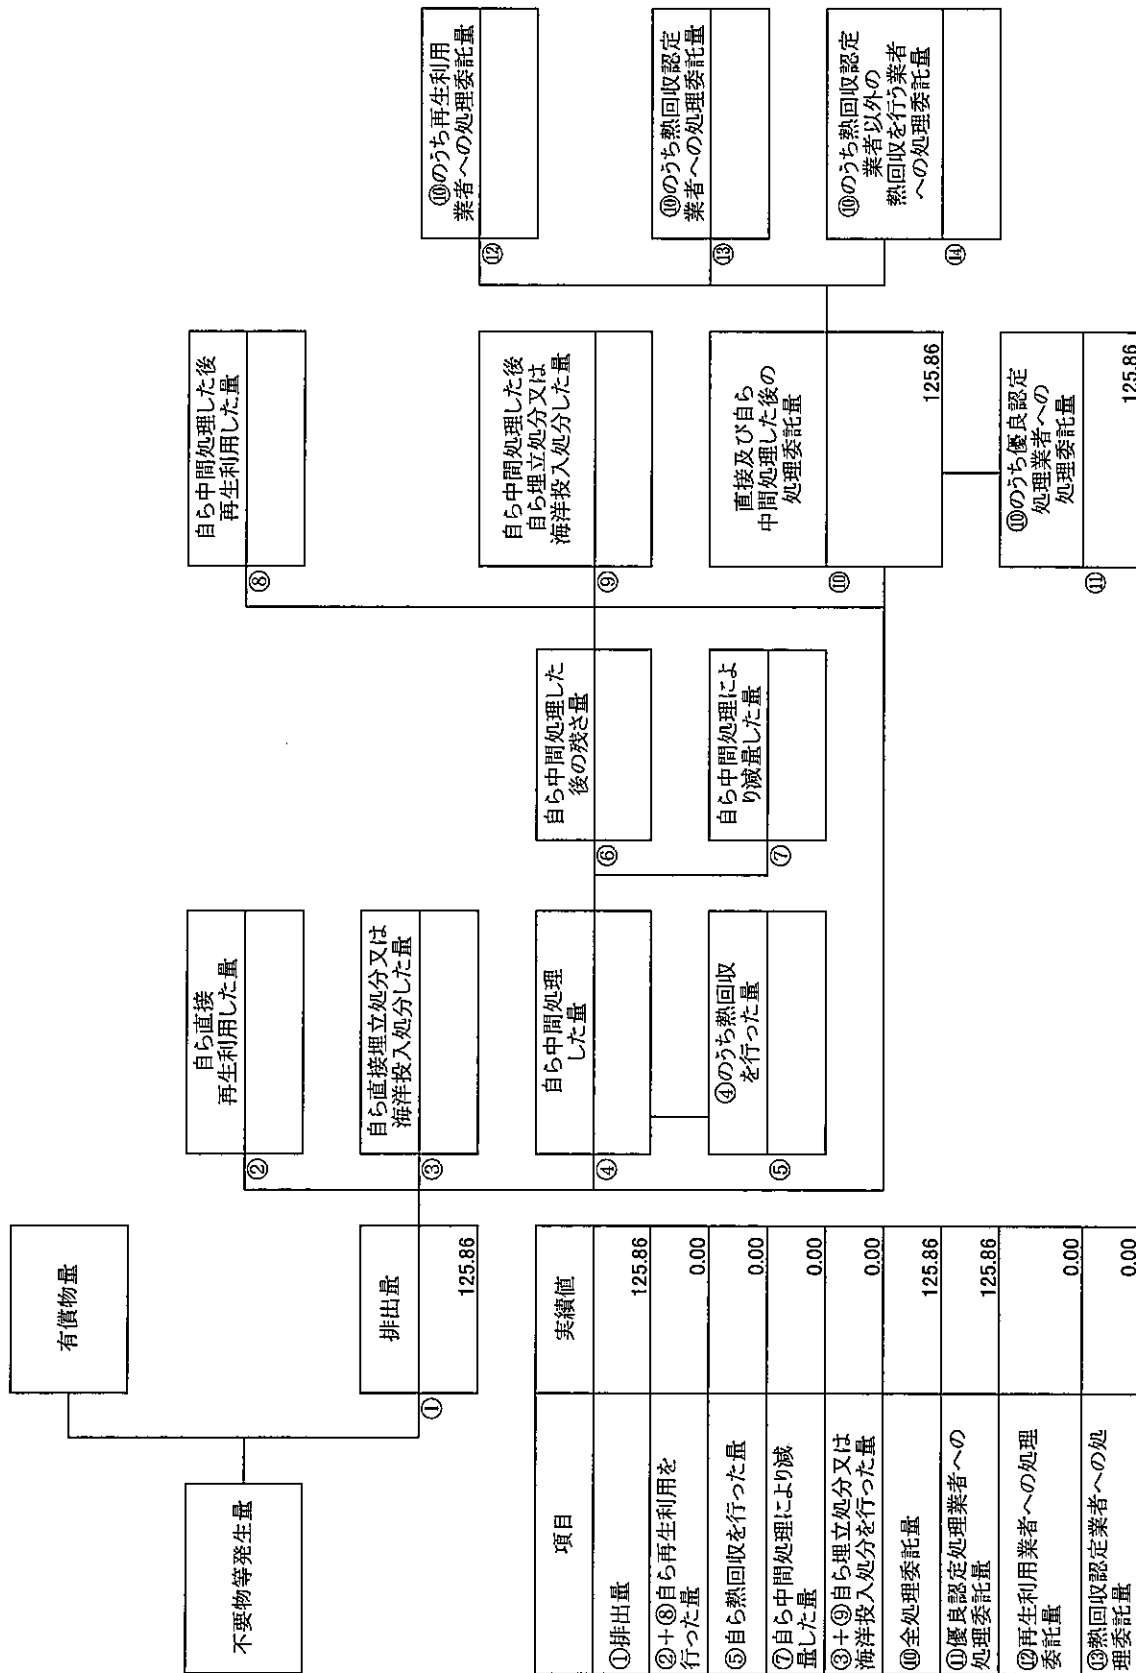 不要物等発生量
有償物量
①
排出量
125.86
②
自ら直接
再生利用した量
③
自ら直接埋立処分又は
海洋投入処分した量
④
自ら中間処理
した量
⑤
④のうち熱回収
を行った量
⑥
自ら中間処理した
後の残さ量
⑦
自ら中間処理によ
り減量した量
⑧
自ら中間処理した後
再生利用した量
⑨
自ら中間処理した後
自ら埋立処分又は
海洋投入処分した量
⑩
直接及び自ら
中間処理した後の
処理委託量
125.86
⑪
⑩のうち優良認定
処理業者への
処理委託量
125.86
⑫
⑩のうち再生利用
業者への処理委託量
⑬
⑩のうち熱回収認定
業者への処理委託量
⑭
⑩のうち熱回収認定
業者以外の
熱回収を行う業者
への処理委託量
項目
実績値
①排出量
125.86
②+⑧自ら再生利用を
行った量
0.00
⑤自ら熱回収を行った量
0.00
⑦自ら中間処理により減
量した量
0.00
③+⑨自ら埋立処分又は
海洋投入処分を行った量
0.00
⑩全処理委託量
125.86
⑪優良認定処理業者への
処理委託量
125.86
⑫再生利用業者への処理
委託量
0.00
⑬熱回収認定業者への処
理委託量
0.00